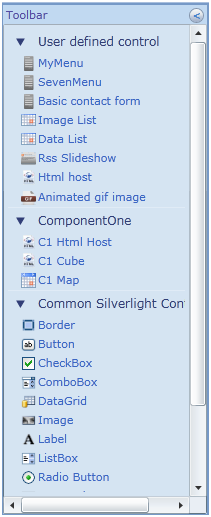 Toolbar
User defined control
MyMenu
SevenMenu
Basic contact form
Image List
Data List
Rss Slideshow
Html host
Animated gif image
ComponentOne
C1 Html Host
C1 Cube
C1 Map
Common Silverlight Con
Border
ab Button
CheckBox
ComboBox
DataGrid
Image
A Label
ListBox
Radio Button